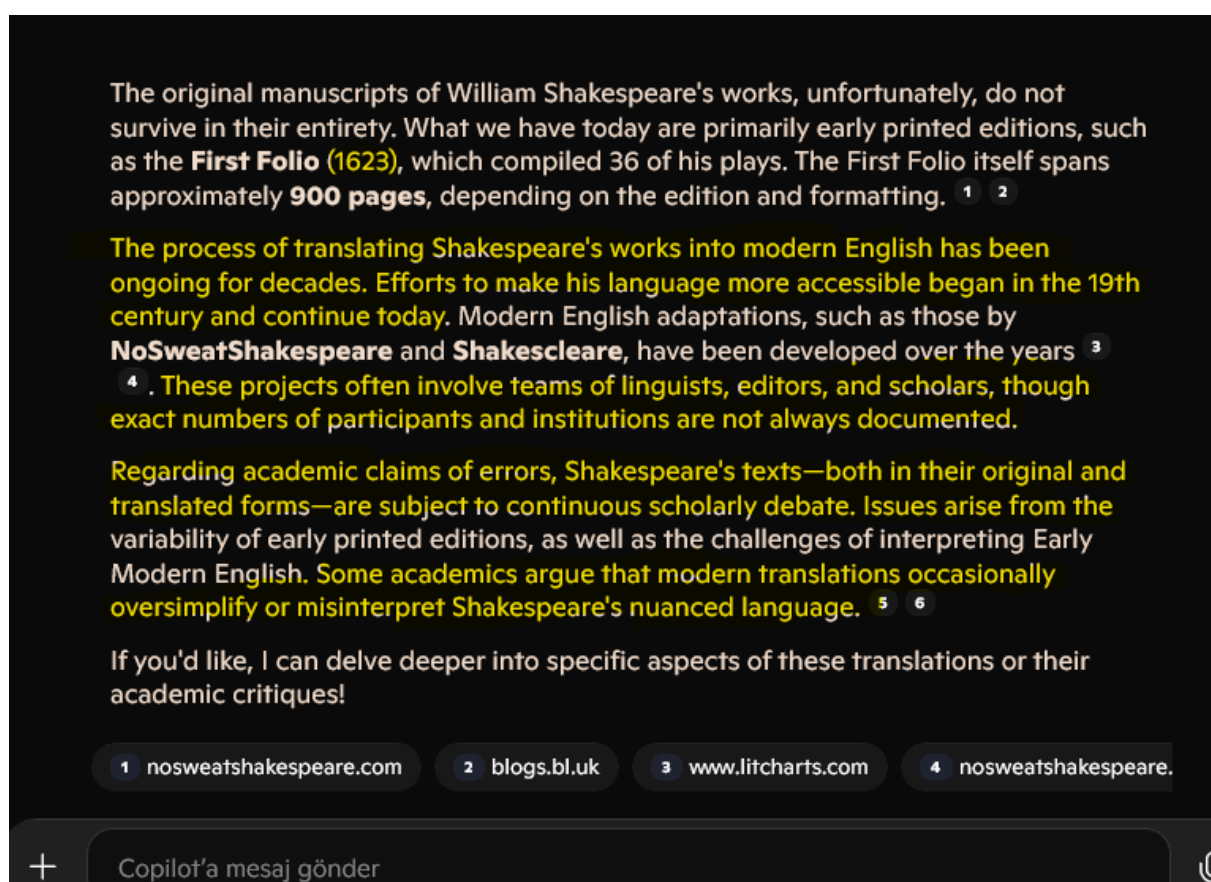 The original manuscripts of William Shakespeare's works, unfortunately, do not
survive in their entirety. What we have today are primarily early printed editions, such
as the First Folio (1623), which compiled 36 of his plays. The First Folio itself spans
approximately 900 pages, depending on the edition and formatting. 1 2
The process of translating Shakespeare's works into modern English has been
ongoing for decades. Efforts to make his language more accessible began in the 19th
century and continue today. Modern English adaptations, such as those by
NoSweatShakespeare and Shakescleare, have been developed over the years 3
4 . These projects often involve teams of linguists, editors, and scholars, though
exact numbers of participants and institutions are not always documented.
Regarding academic claims of errors, Shakespeare's texts—both in their original and
translated forms—are subject to continuous scholarly debate. Issues arise from the
variability of early printed editions, as well as the challenges of interpreting Early
Modern English. Some academics argue that modern translations occasionally
oversimplify or misinterpret Shakespeare's nuanced language. 5 6
If you'd like, I can delve deeper into specific aspects of these translations or their
academic critiques!
1 nosweatshakespeare.com 2 blogs.bl.uk 3 www.litcharts.com 4 nosweatshakespeare.
Copilot'a mesaj gönder